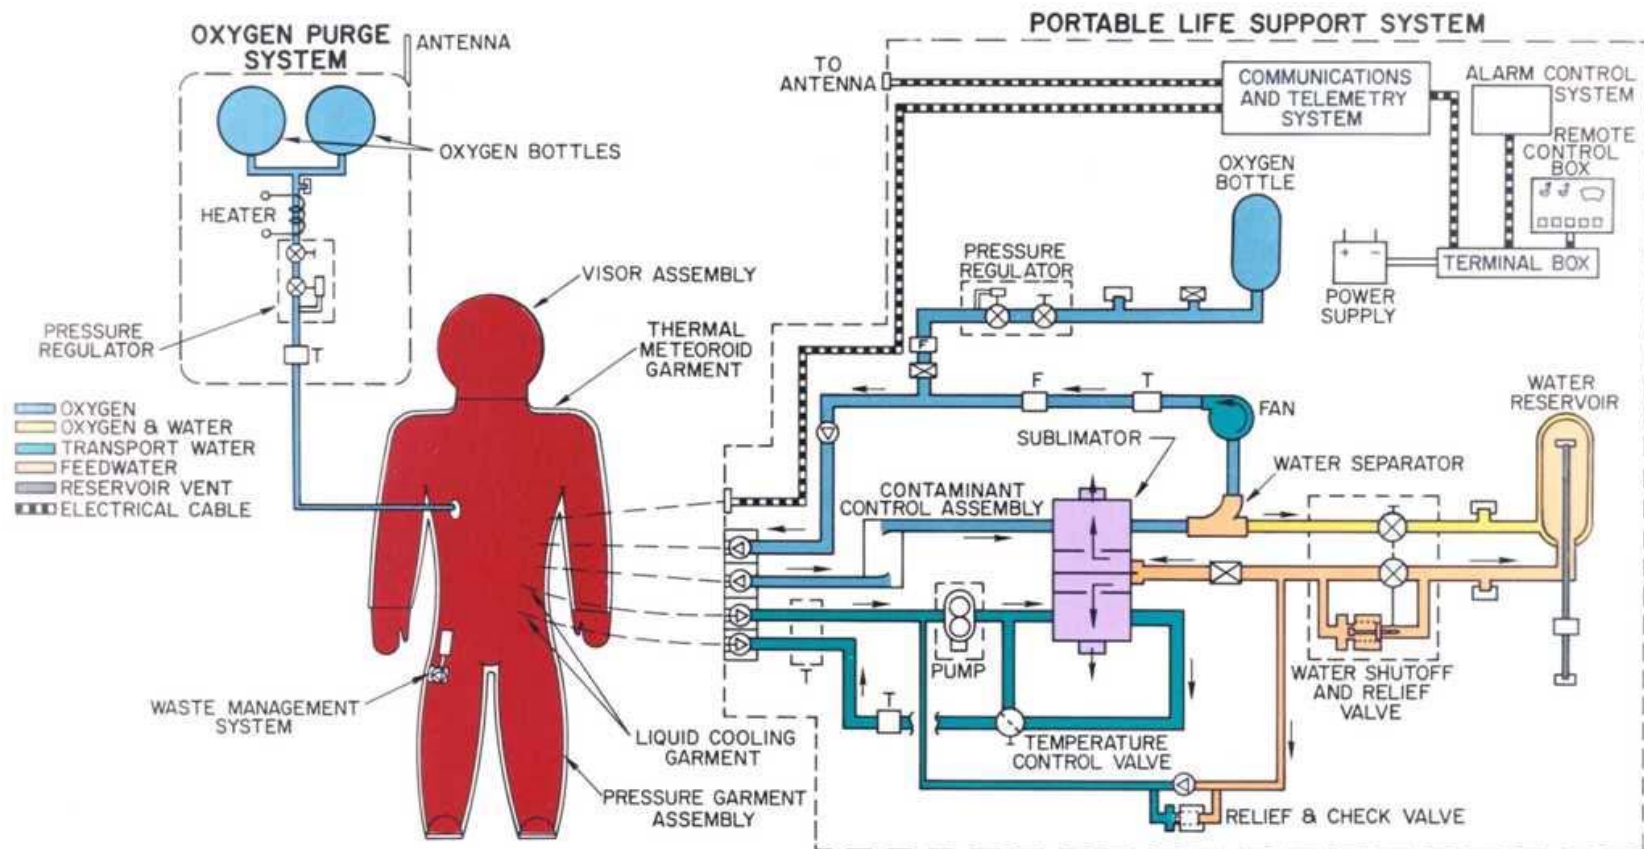 OXYGEN PURGE
SYSTEM
ANTENNA
OXYGEN BOTTLES
HEATER
PRESSURE
REGULATOR
T
VISOR ASSEMBLY
THERMAL
METEOROID
GARMENT
OXYGEN
OXYGEN & WATER
TRANSPORT WATER
FEEDWATER
RESERVOIR VENT
ELECTRICAL CABLE
WASTE MANAGEMENT
SYSTEM
LIQUID COOLING
GARMENT
PRESSURE GARMENT
ASSEMBLY
PORTABLE LIFE SUPPORT SYSTEM
TO
ANTENNA
COMMUNICATIONS
AND TELEMETRY
SYSTEM
ALARM CONTROL
SYSTEM
REMOTE
CONTROL
BOX
OXYGEN
BOTTLE
PRESSURE
REGULATOR
+ -
POWER
SUPPLY
TERMINAL BOX
F
F
T
FAN
WATER
RESERVOIR
SUBLIMATOR
WATER SEPARATOR
CONTAMINANT
CONTROL ASSEMBLY
PUMP
T
T
TEMPERATURE
CONTROL VALVE
WATER SHUTOFF
AND RELIEF
VALVE
RELIEF & CHECK VALVE